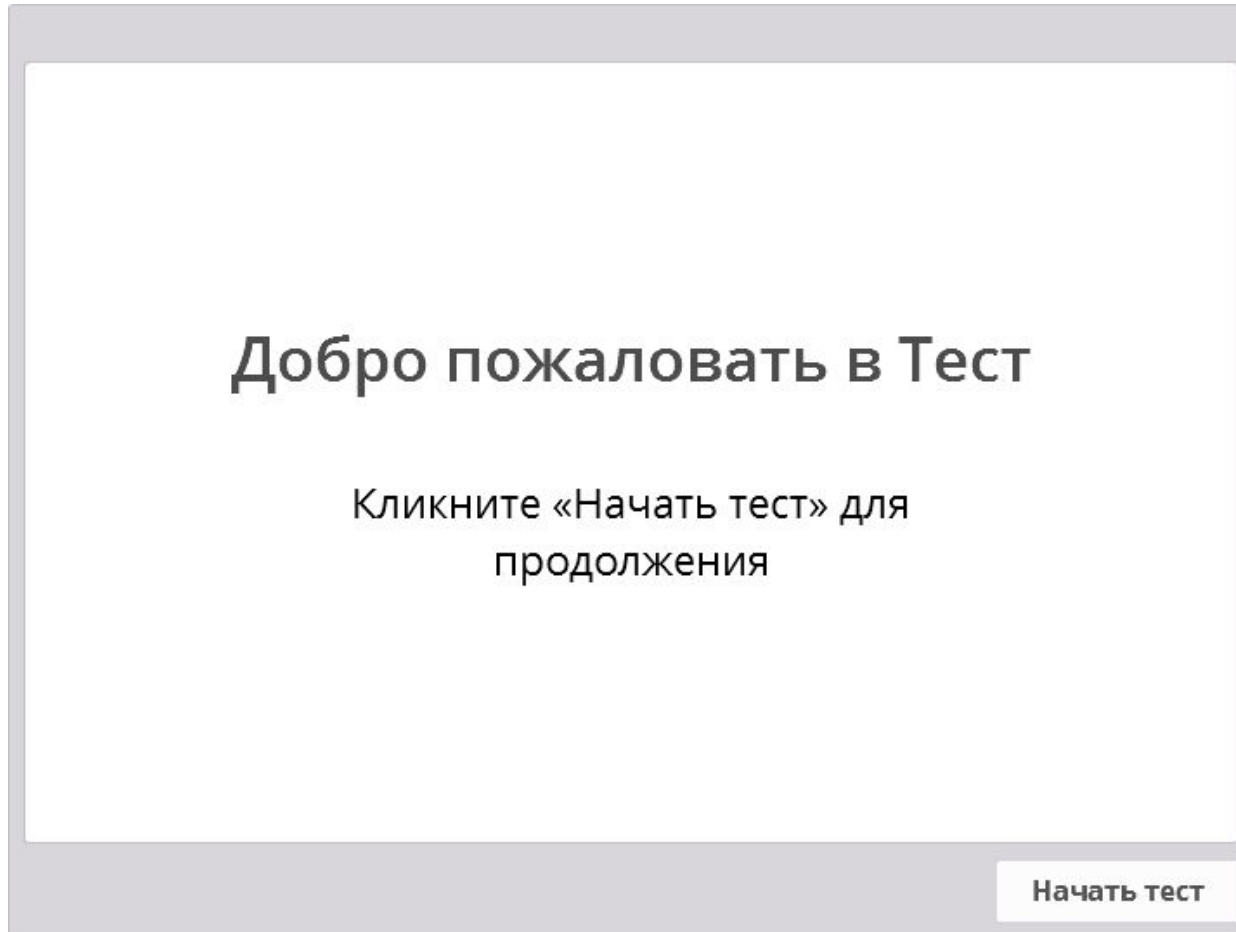 Добро пожаловать в Тест
Кликните «Начать тест» для
продолжения
Начать тест